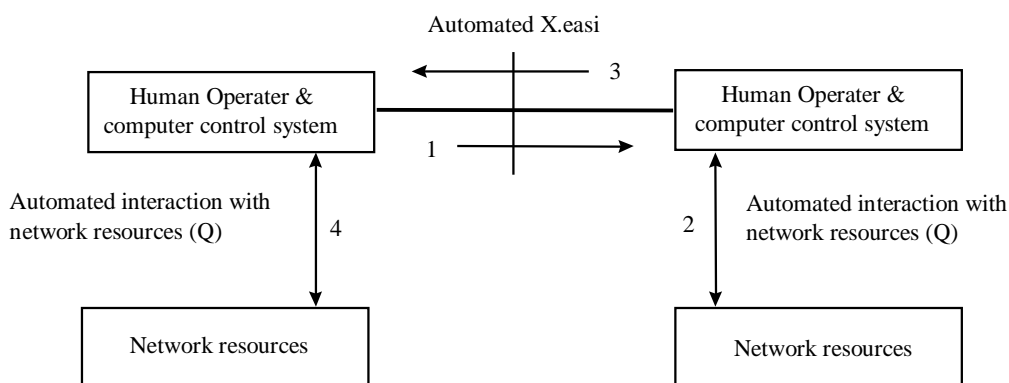 Automated X.easi
3
Human Operater &
computer control system
Human Operater &
computer control system
1
Automated interaction with
network resources (Q)
4
2
Automated interaction with
network resources (Q)
Network resources
Network resources